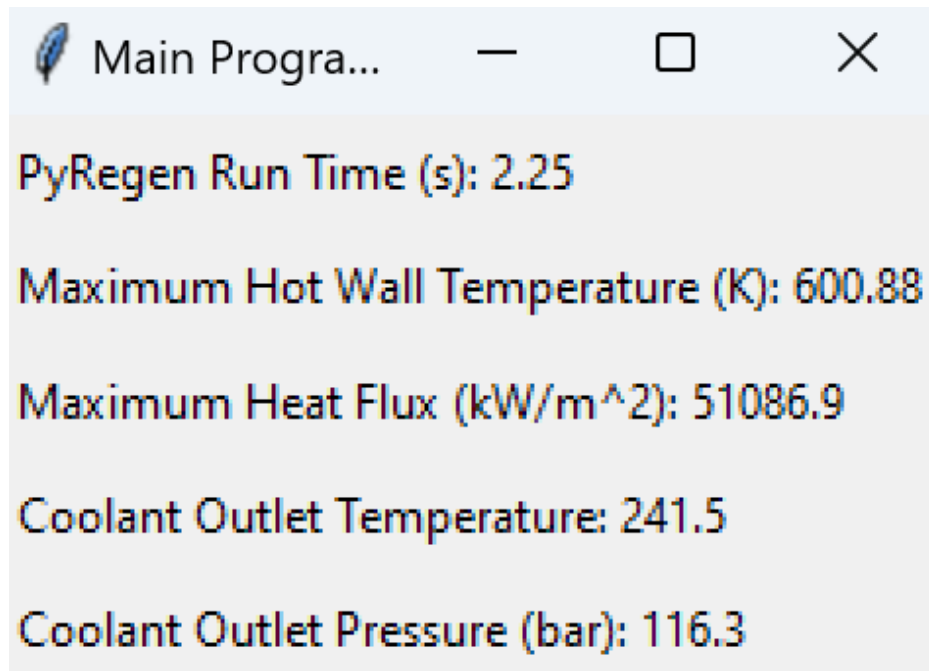 Main Progra...
PyRegen Run Time (s): 2.25
Maximum Hot Wall Temperature (K): 600.88
Maximum Heat Flux (kW/m^2): 51086.9
Coolant Outlet Temperature: 241.5
Coolant Outlet Pressure (bar): 116.3